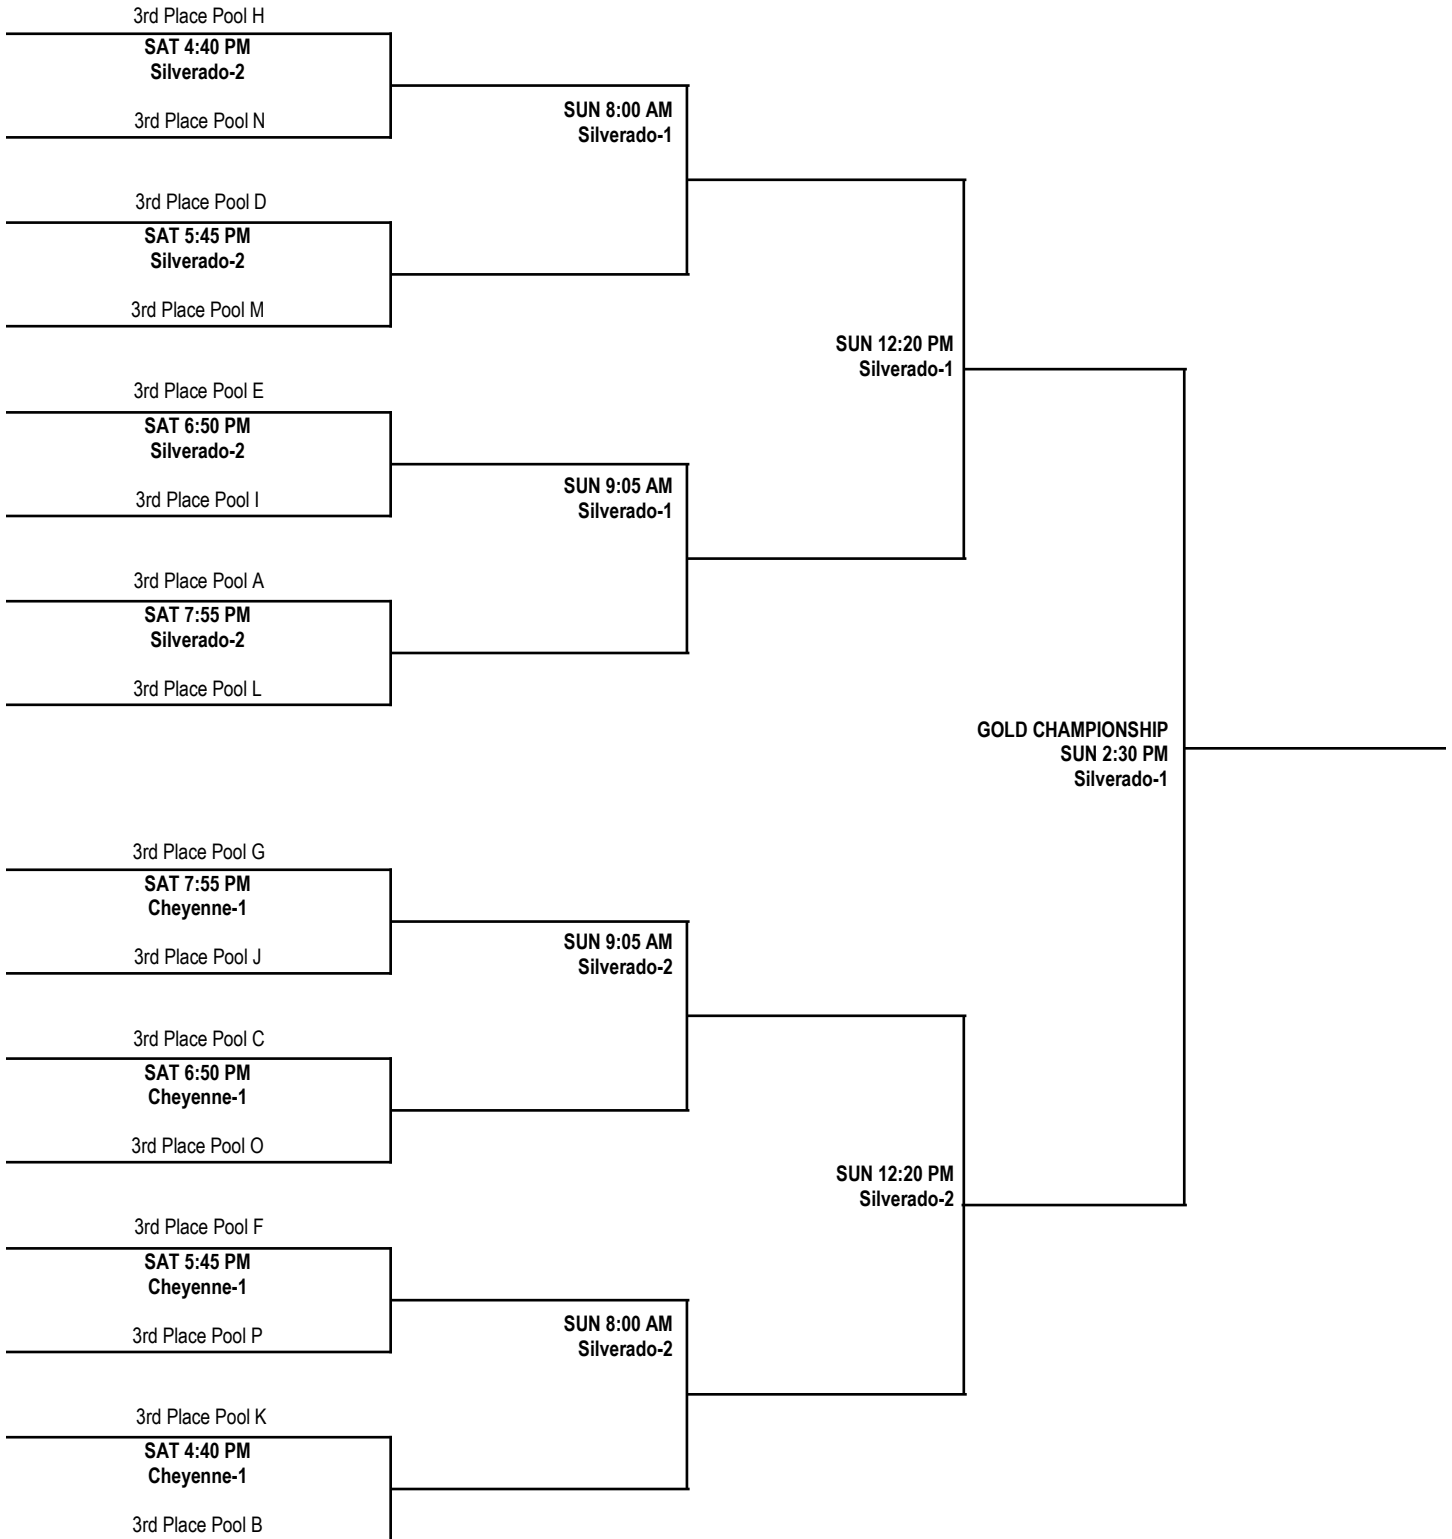 3rd Place Pool H
SAT 4:40 PM
Silverado-2
3rd Place Pool N
SUN 8:00 AM
Silverado-1
3rd Place Pool D
SAT 5:45 PM
Silverado-2
3rd Place Pool M
SUN 12:20 PM
Silverado-1
3rd Place Pool E
SAT 6:50 PM
Silverado-2
3rd Place Pool I
SUN 9:05 AM
Silverado-1
3rd Place Pool A
SAT 7:55 PM
Silverado-2
3rd Place Pool L
GOLD CHAMPIONSHIP
SUN 2:30 PM
Silverado-1
3rd Place Pool G
SAT 7:55 PM
Cheyenne-1
3rd Place Pool J
SUN 9:05 AM
Silverado-2
3rd Place Pool C
SAT 6:50 PM
Cheyenne-1
3rd Place Pool O
SUN 12:20 PM
Silverado-2
3rd Place Pool F
SAT 5:45 PM
Cheyenne-1
3rd Place Pool P
SUN 8:00 AM
Silverado-2
3rd Place Pool K
SAT 4:40 PM
Cheyenne-1
3rd Place Pool B